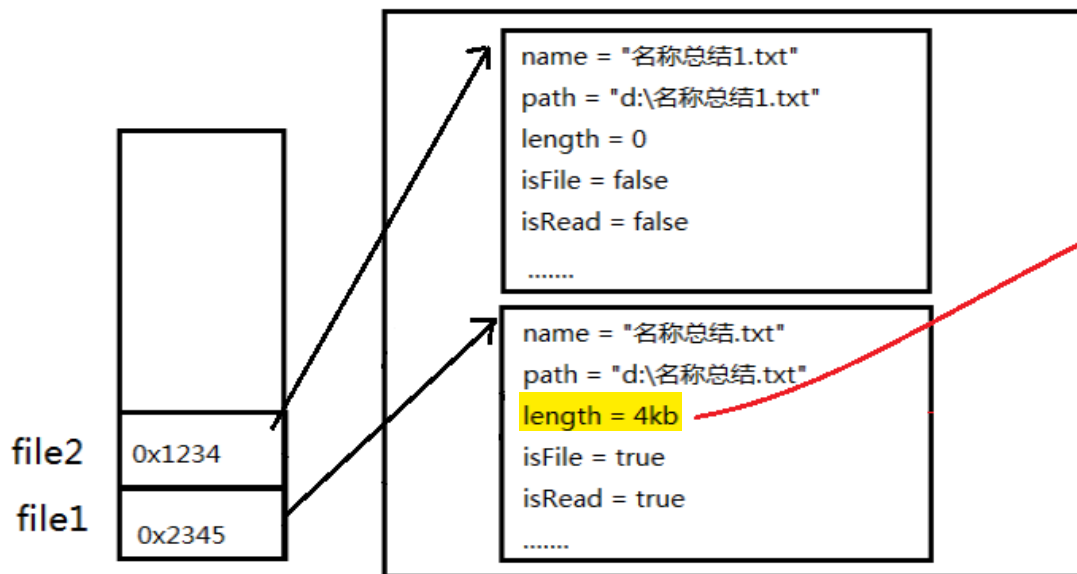 name = "名称总结1.txt"
path = "d:\名称总结1.txt"
length = 0
isFile = false
isRead = false
.......
name = "名称总结.txt"
path = "d:\名称总结.txt"
length = 4kb
isFile = true
isRead = true
.......
file2 0x1234
file1 0x2345